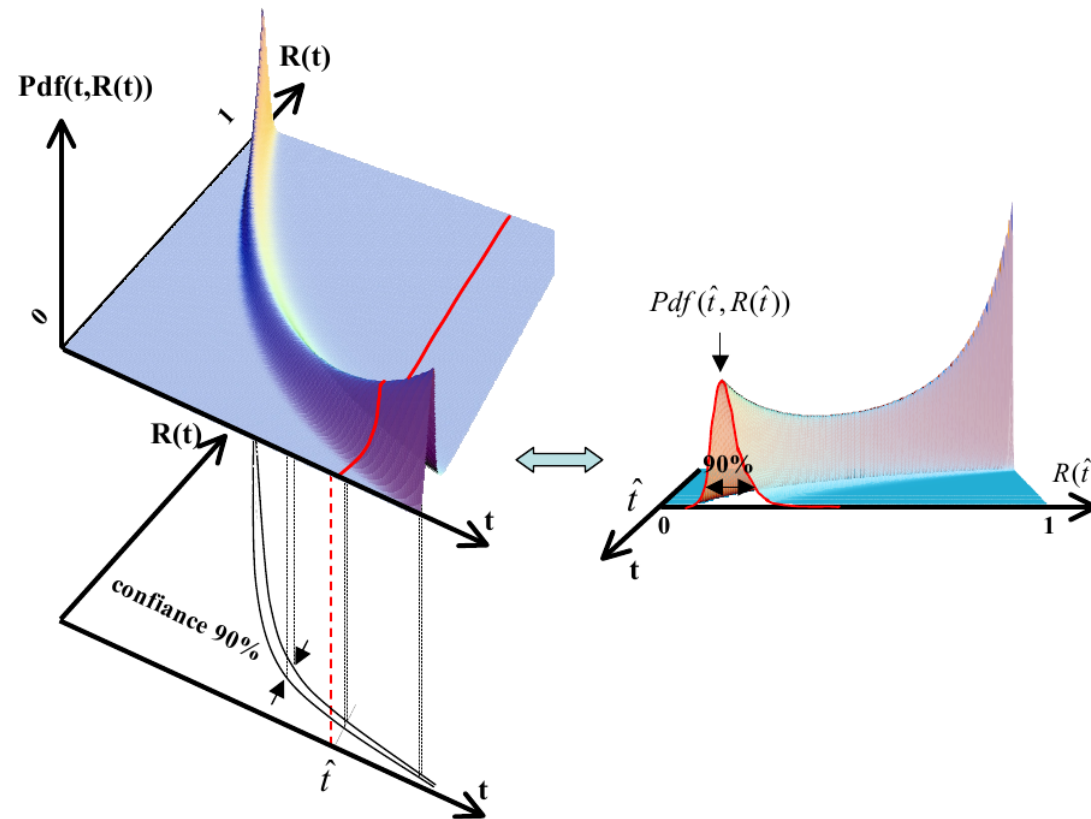 R(t)
Pdf(t,R(t))
1
0
R(t)
t
confiance 90%
t̂
t
Pdf(t̂, R(t̂))
90%
t̂
0
1
R(t̂
t